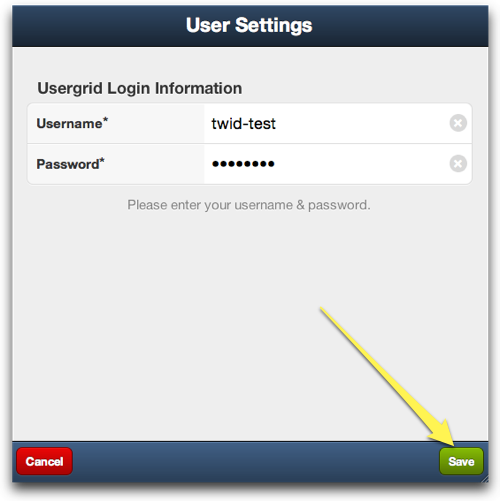 User Settings
Usergrid Login Information
Username* twid-test
Password* ••••••••
Please enter your username & password.
Cancel Save